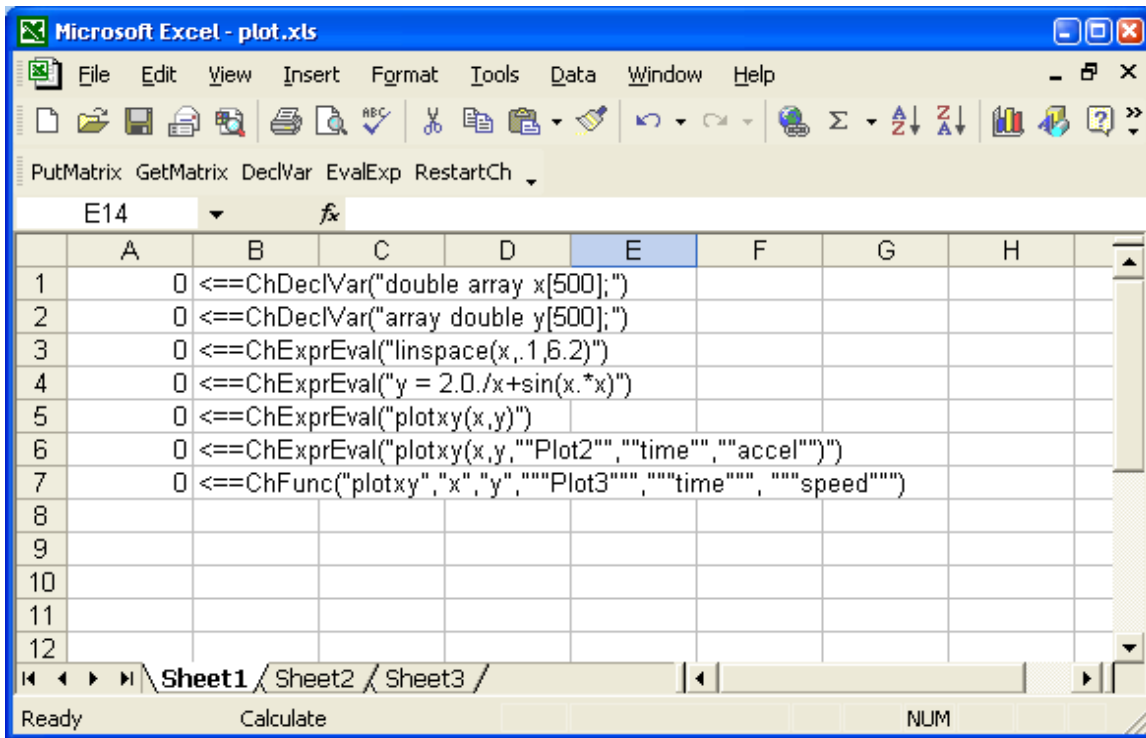 Microsoft Excel - plot.xls
File Edit View Insert Format Tools Data Window Help
ABC Σ A Z Z A ? »
PutMatrix GetMatrix DeclVar EvalExp RestartCh
E14 fx
A B C D E F G H
1 0 <==ChDeclVar("double array x[500];")
2 0 <==ChDeclVar("array double y[500];")
3 0 <==ChExprEval("linspace(x,.1,6.2)")
4 0 <==ChExprEval("y = 2.0./x+sin(x.*x)")
5 0 <==ChExprEval("plotxy(x,y)")
6 0 <==ChExprEval("plotxy(x,y,""Plot2"",""time"",""accel"")")
7 0 <==ChFunc("plotxy","x","y","""Plot3""","""time""", """speed""")
8
9
10
11
12
Sheet1 Sheet2 Sheet3
Ready Calculate NUM